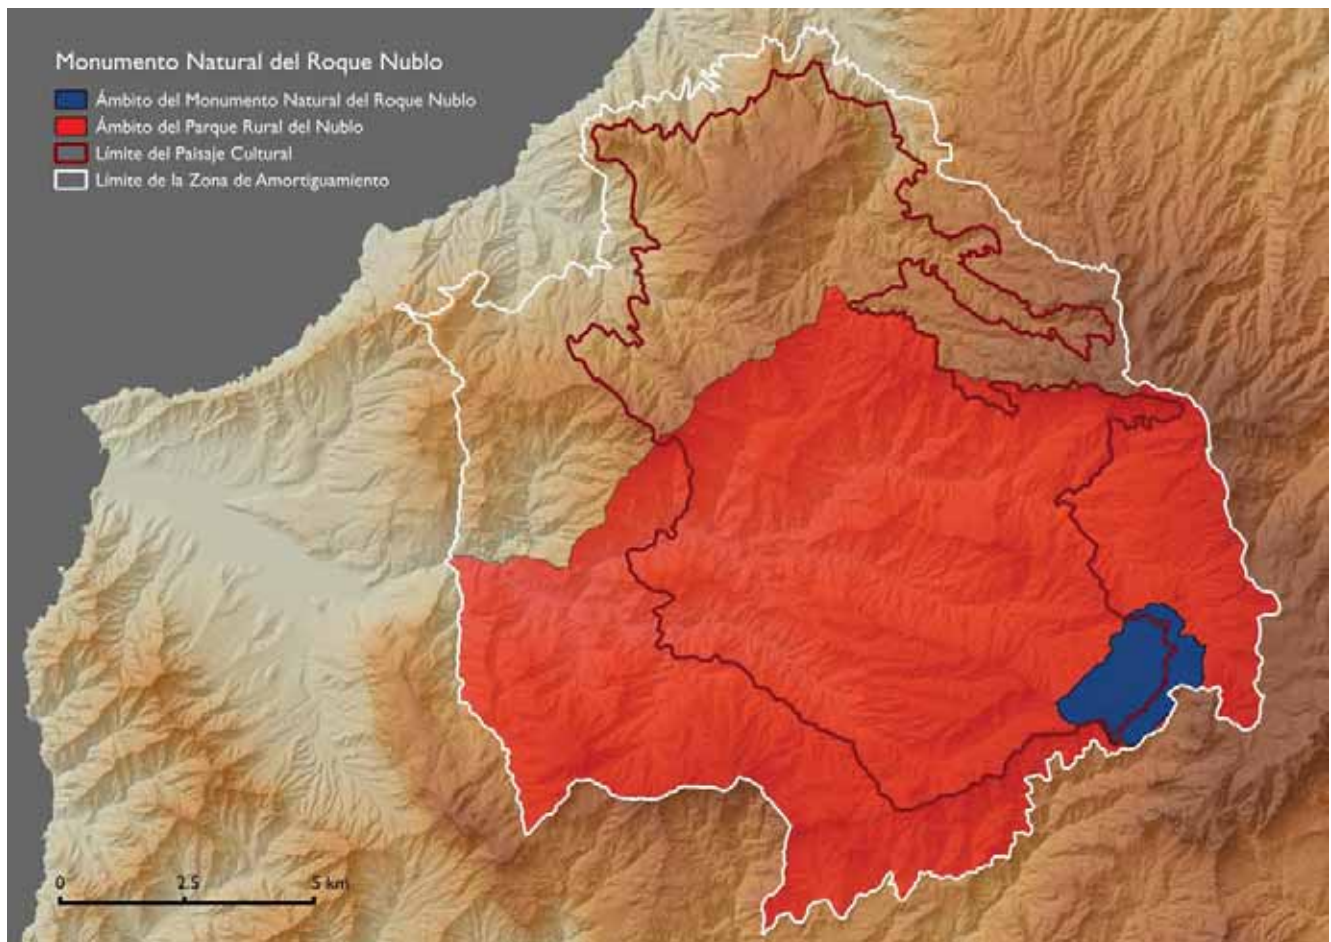 Monumento Natural del Roque Nublo
Ámbito del Monumento Natural del Roque Nublo
Ámbito del Parque Rural del Nublo
Límite del Paisaje Cultural
Límite de la Zona de Amortiguamiento
0 2.5 5 km